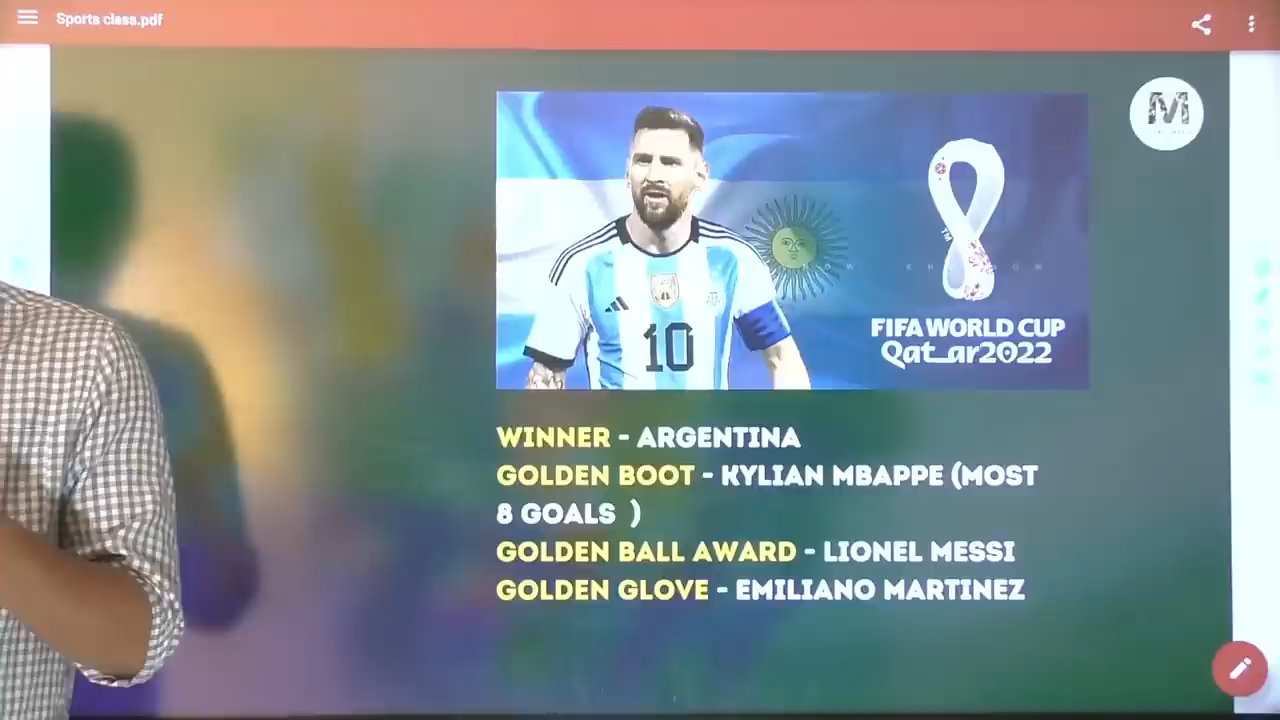 Sports class.pdf
M
10
TM
FIFA WORLD CUP
Qatar2022
WINNER - ARGENTINA
GOLDEN BOOT - KYLIAN MBAPPE (MOST
8 GOALS )
GOLDEN BALL AWARD - LIONEL MESSI
GOLDEN GLOVE - EMILIANO MARTINEZ